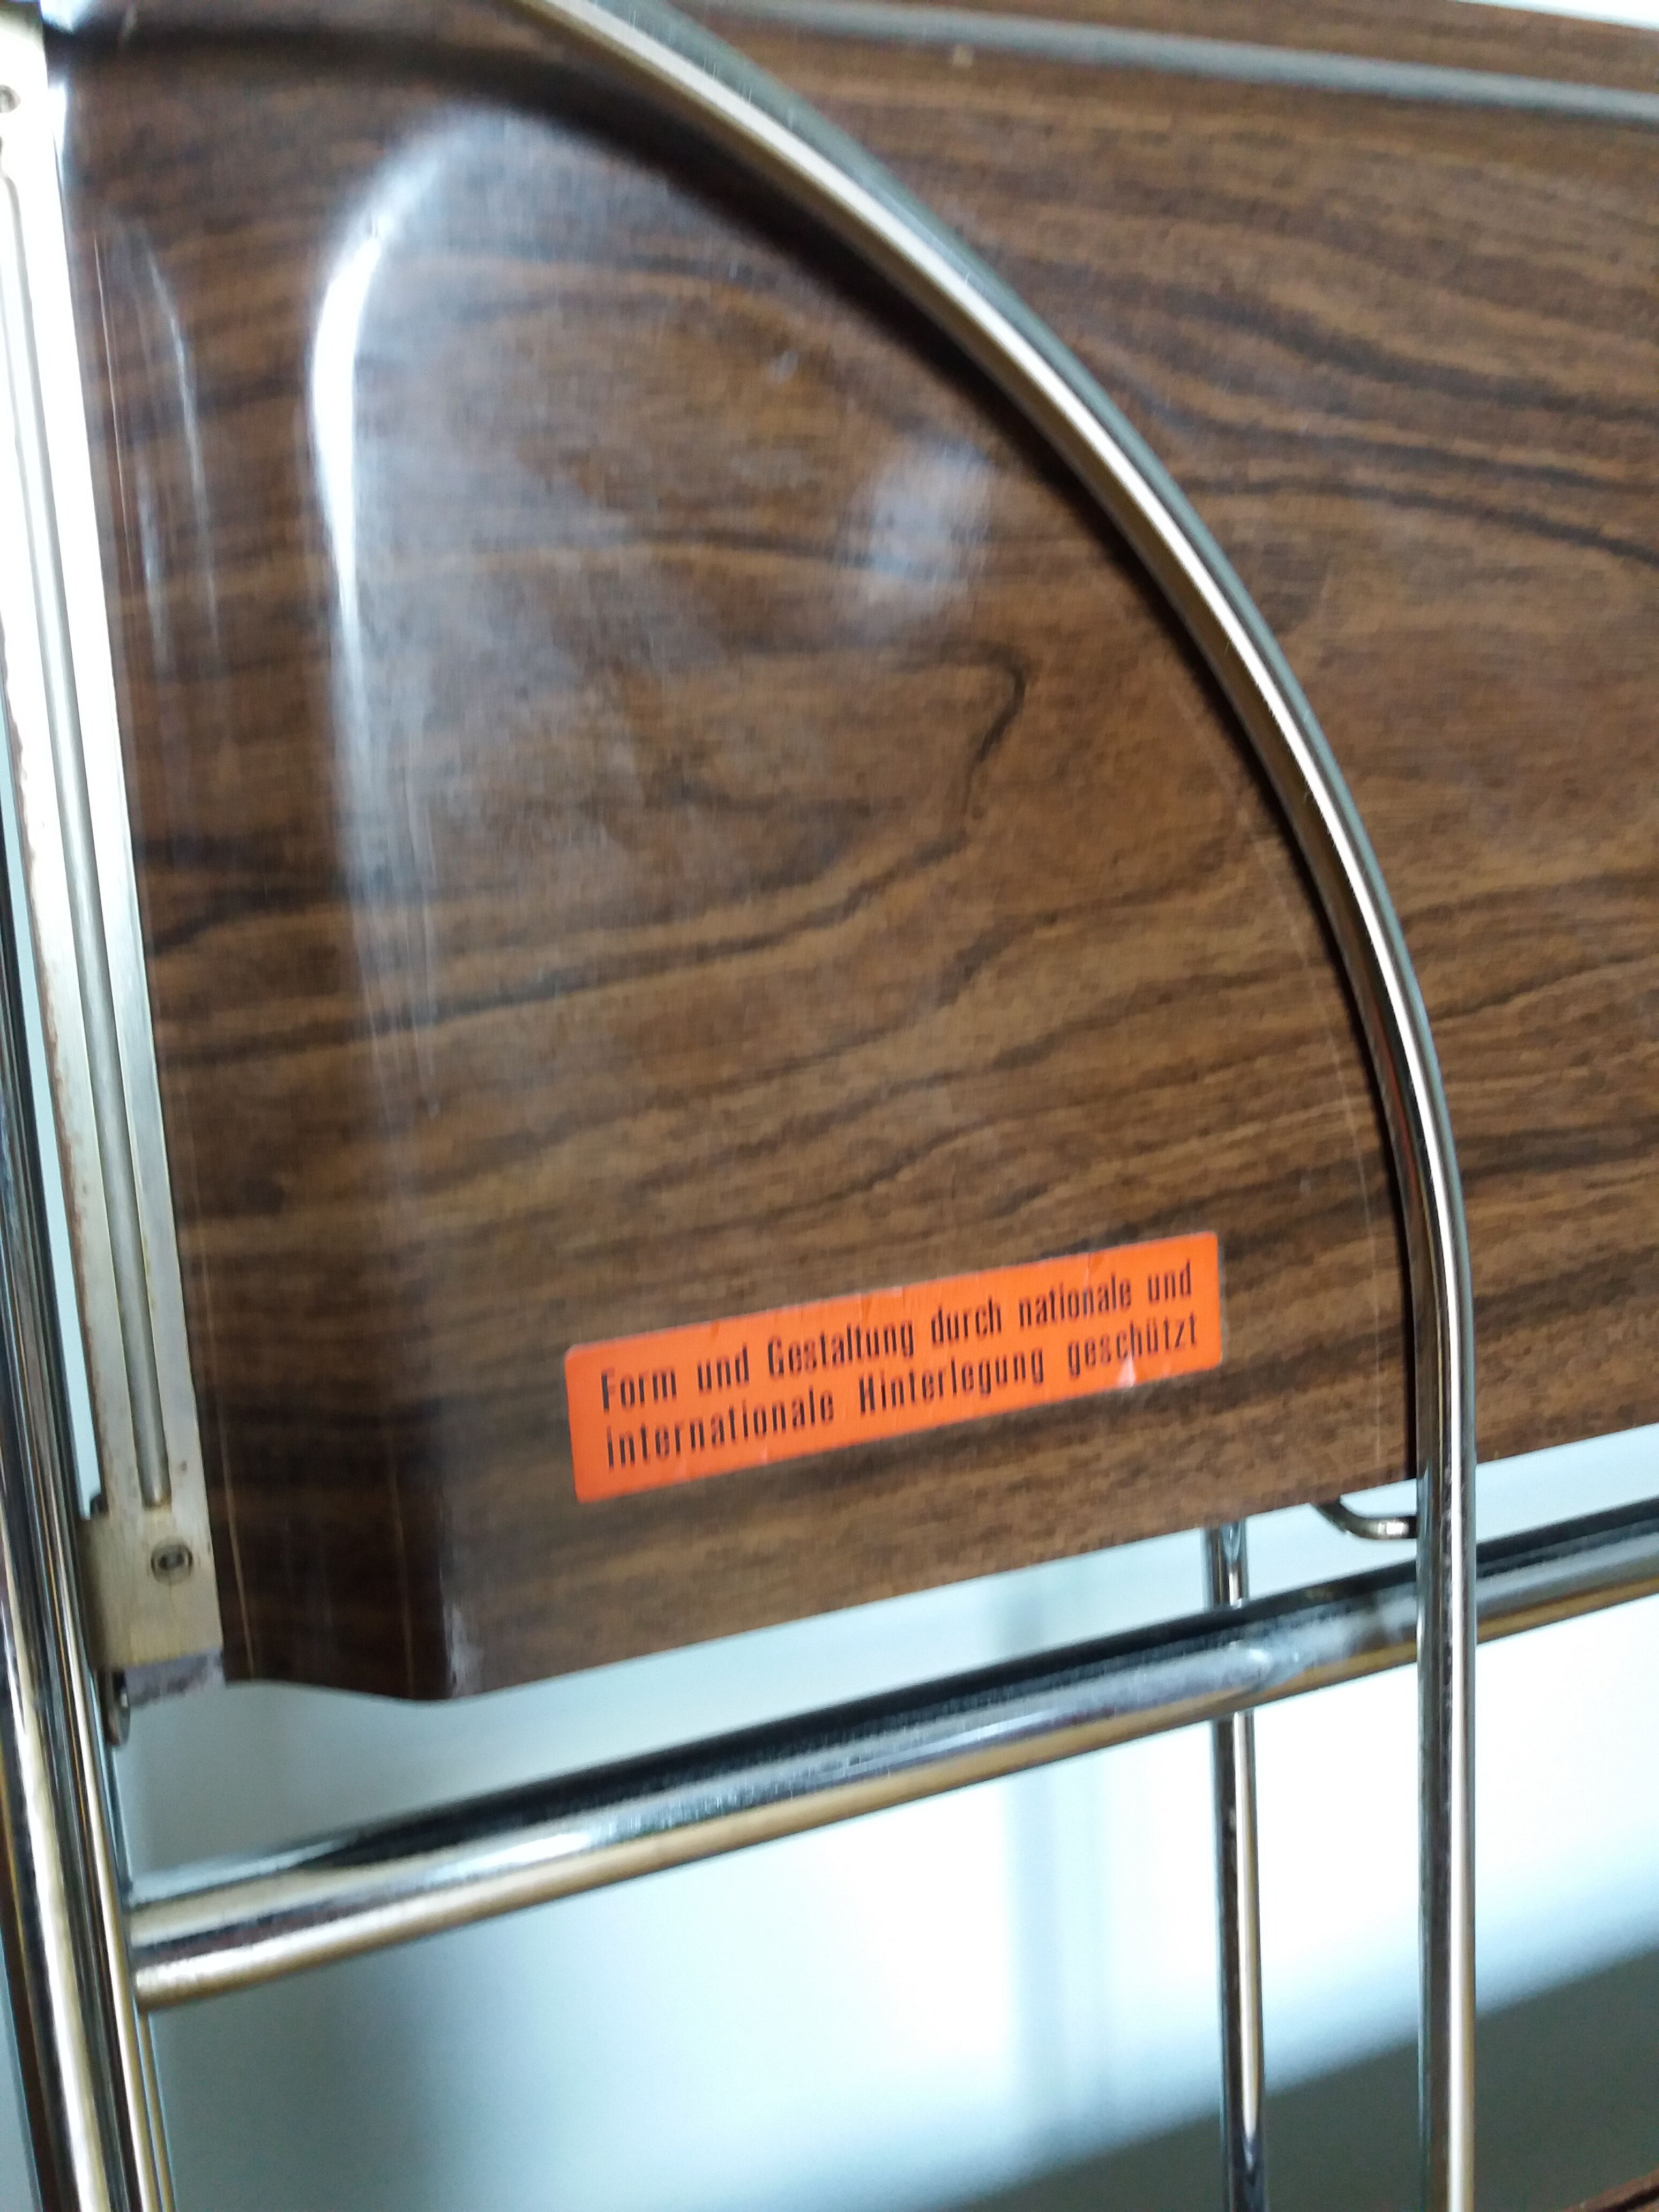 Form und Gestaltung durch nationale und
internationale Hinterlegung geschützt